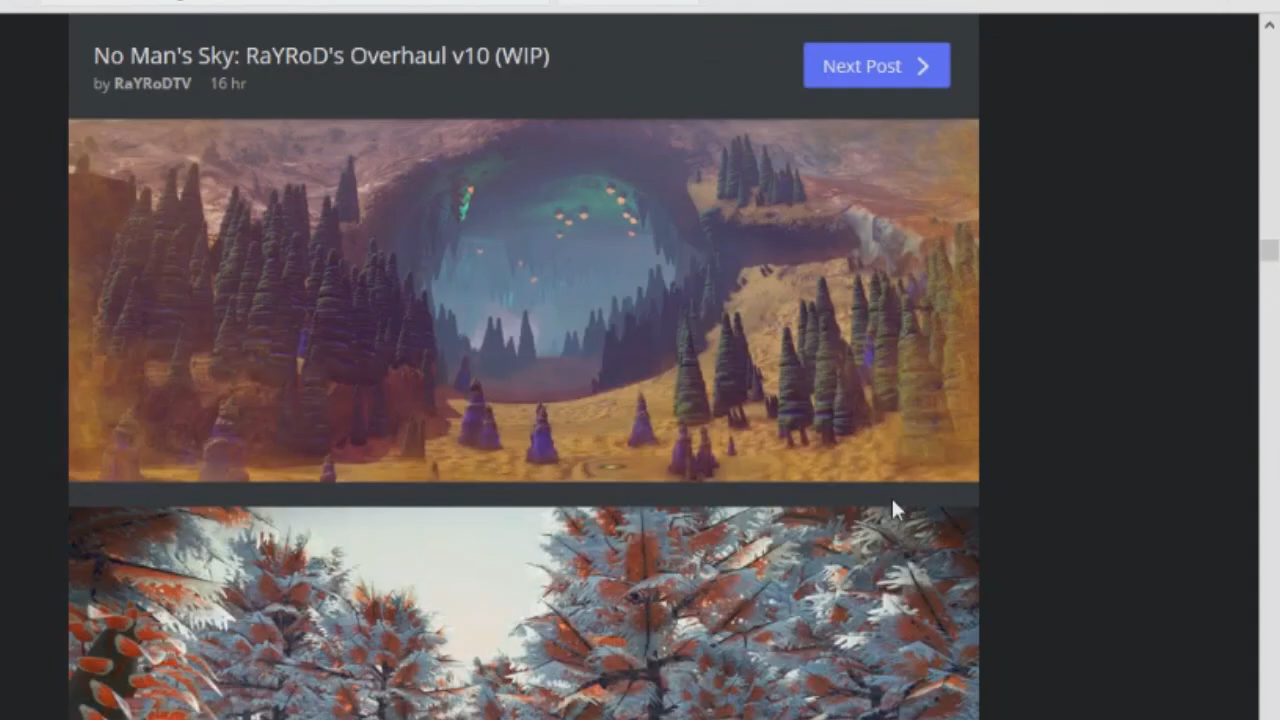 No Man's Sky: RaYRoD's Overhaul v10 (WIP)
by RaYRoDTV 16 hr
Next Post